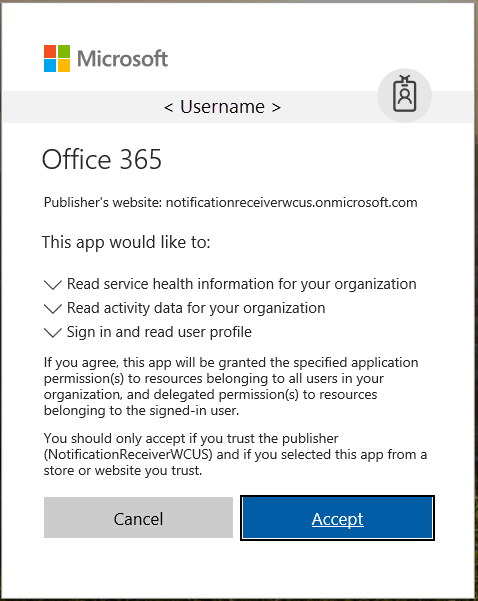 Microsoft
< Username >
Office 365
Publisher's website: notificationreceiverwcus.onmicrosoft.com
This app would like to:
Read service health information for your organization
Read activity data for your organization
Sign in and read user profile
If you agree, this app will be granted the specified application
permission(s) to resources belonging to all users in your
organization, and delegated permission(s) to resources
belonging to the signed-in user.
You should only accept if you trust the publisher
(NotificationReceiverWCUS) and if you selected this app from a
store or website you trust.
Cancel
Accept